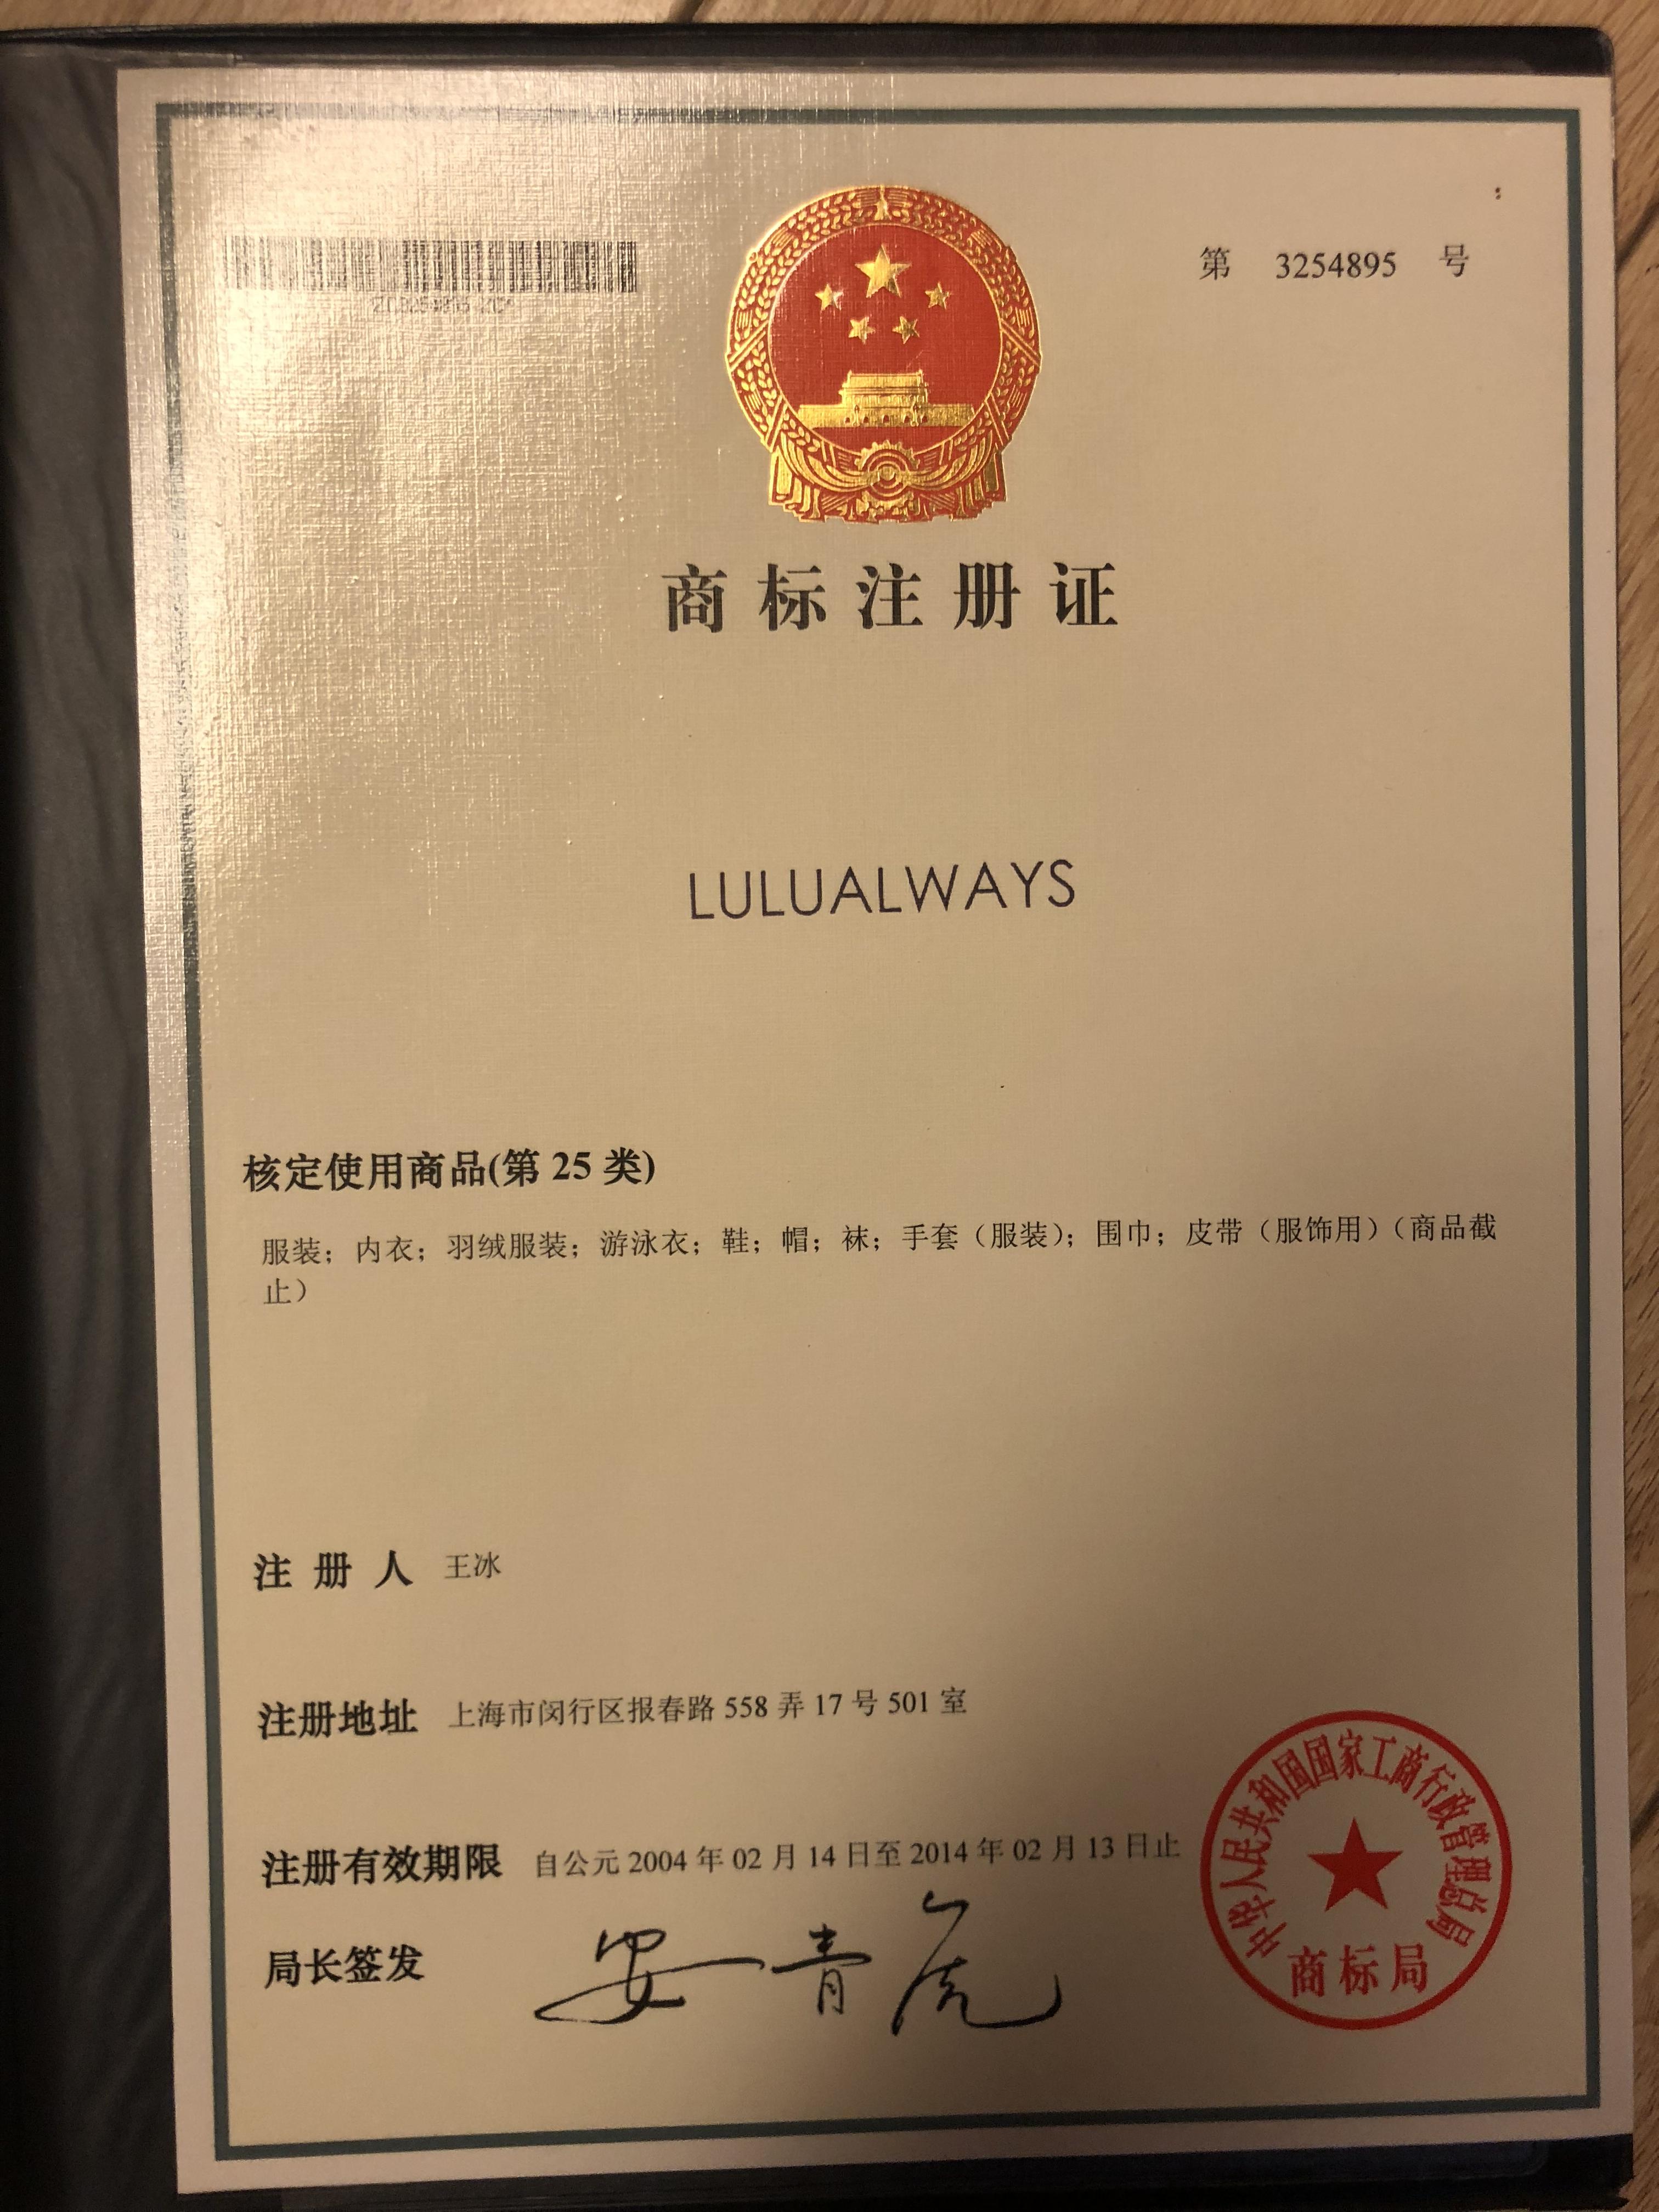 第 3254895 号
商标注册证
LULUALWAYS
核定使用商品(第 25 类)
服装；内衣；羽绒服装；游泳衣；鞋；帽；袜；手套（服装）；围巾；皮带（服饰用）（商品截
止）
注册人 王冰
注册地址 上海市闵行区报春路 558 弄 17 号 501 室
注册有效期限 自公元 2004 年 02 月 14 日至 2014 年 02 月 13 日止
局长签发
中华人民共和国国家工商行政管理总局
商标局